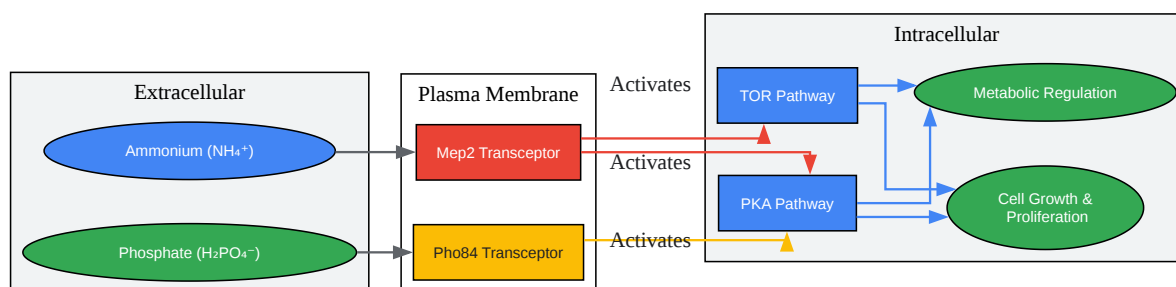 Extracellular
Ammonium (NH₄⁺)
Phosphate (H₂PO₄⁻)
Plasma Membrane
Mep2 Transceptor
Pho84 Transceptor
Activates
Activates
Activates
Intracellular
TOR Pathway
PKA Pathway
Metabolic Regulation
Cell Growth &
Proliferation